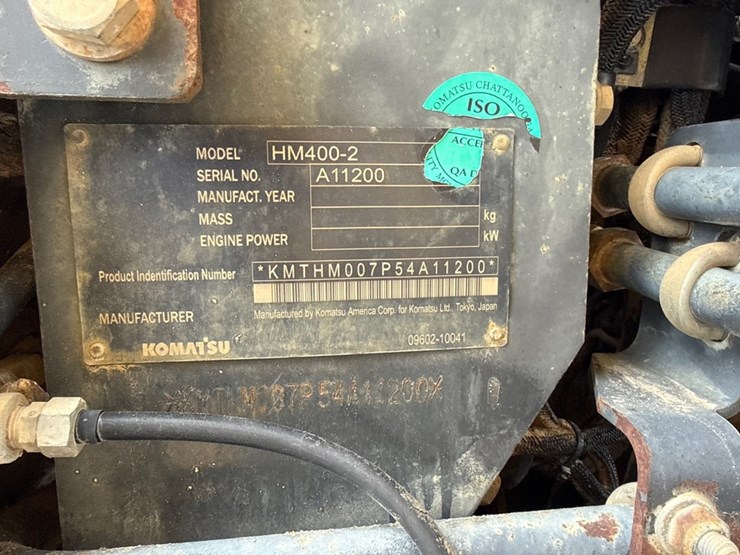 OMATSU CHATTANOO
ISO
ACCE
QA D
MODEL HM400-2
SERIAL NO. A11200
MANUFACT. YEAR
MASS kg
ENGINE POWER kW
Product Indentification Number *KMTHM007P54A11200*
Manufactured by Komatsu America Corp. for Komatsu Ltd. Tokyo, Japan
MANUFACTURER
KOMATSU
09602-10041